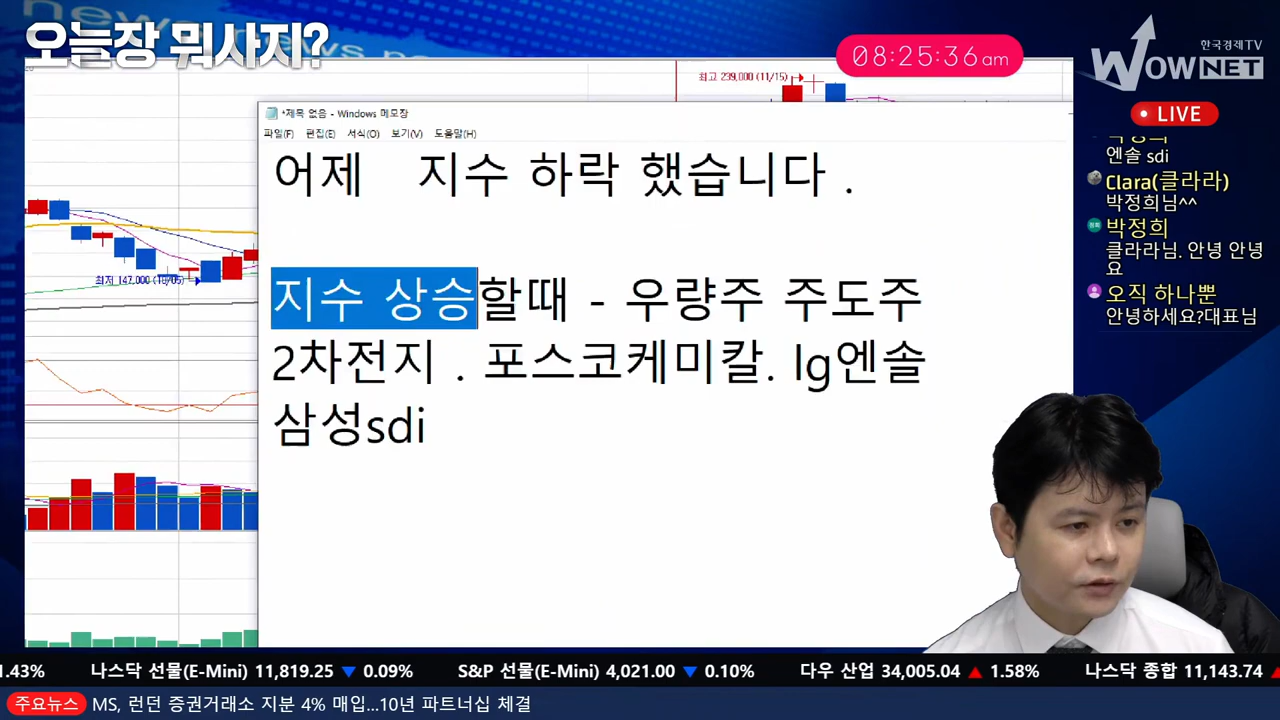 오늘장 뭐사지?
08:25:36 am
한국경제TV
WOWNET
LIVE
최고 239,000 (11/15)
*제목 없음 - Windows 메모장
파일(F) 편집(E) 서식(O) 보기(V) 도움말(H)
어제 지수 하락 했습니다 .
지수 상승할때 - 우량주 주도주
2차전지 . 포스코케미칼. lg엔솔
삼성sdi
최저 147,000 (10/05)
박정희
엔솔 sdi
Clara(클라라)
박정희님^^
박정희
클라라님. 안녕 안녕
요
오직 하나뿐
안녕하세요?대표님
1.43% 나스닥 선물(E-Mini) 11,819.25 ▼ 0.09% S&P 선물(E-Mini) 4,021.00 ▼ 0.10% 다우 산업 34,005.04 ▲ 1.58% 나스닥 종합 11,143.74 ▲
주요뉴스 MS, 런던 증권거래소 지분 4% 매입...10년 파트너십 체결